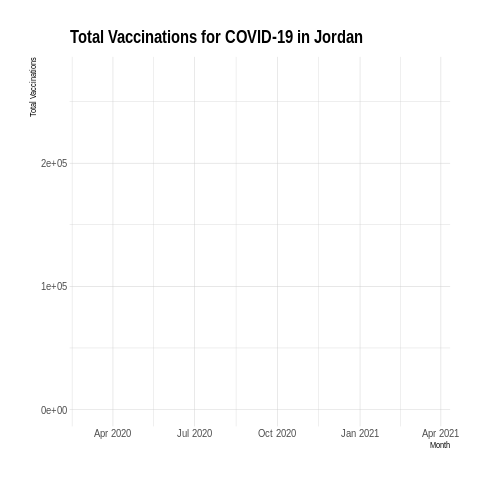 Total Vaccinations for COVID-19 in Jordan
Total Vaccinations
2e+05
1e+05
0e+00
Apr 2020 Jul 2020 Oct 2020 Jan 2021 Apr 2021
Month